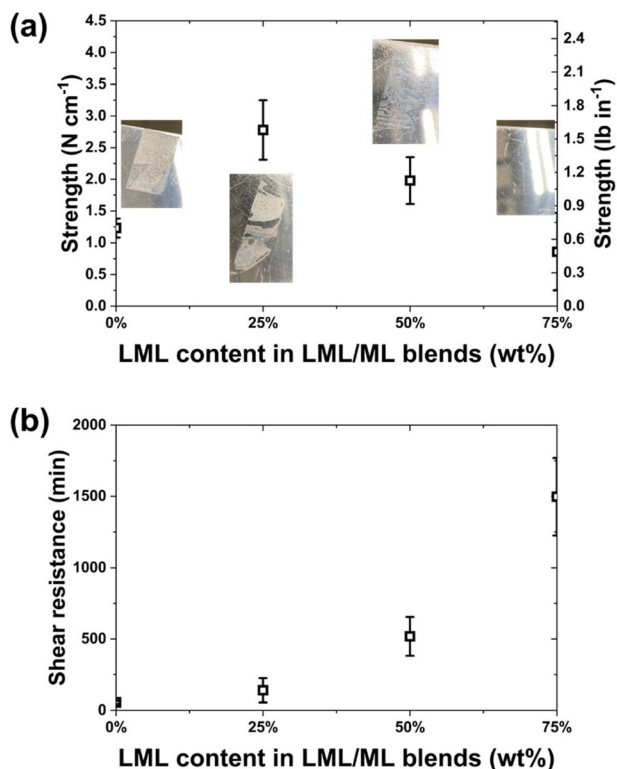 (a)
Strength (N cm-1)
4.5
4.0
3.5
3.0
2.5
2.0
1.5
1.0
0.5
0.0
2.4
2.1
1.8
1.5
1.2
0.9
0.6
0.3
0.0
Strength (lb in-1)
0% 25% 50% 75%
LML content in LML/ML blends (wt%)
(b)
Shear resistance (min)
2000
1500
1000
500
0
0% 25% 50% 75%
LML content in LML/ML blends (wt%)